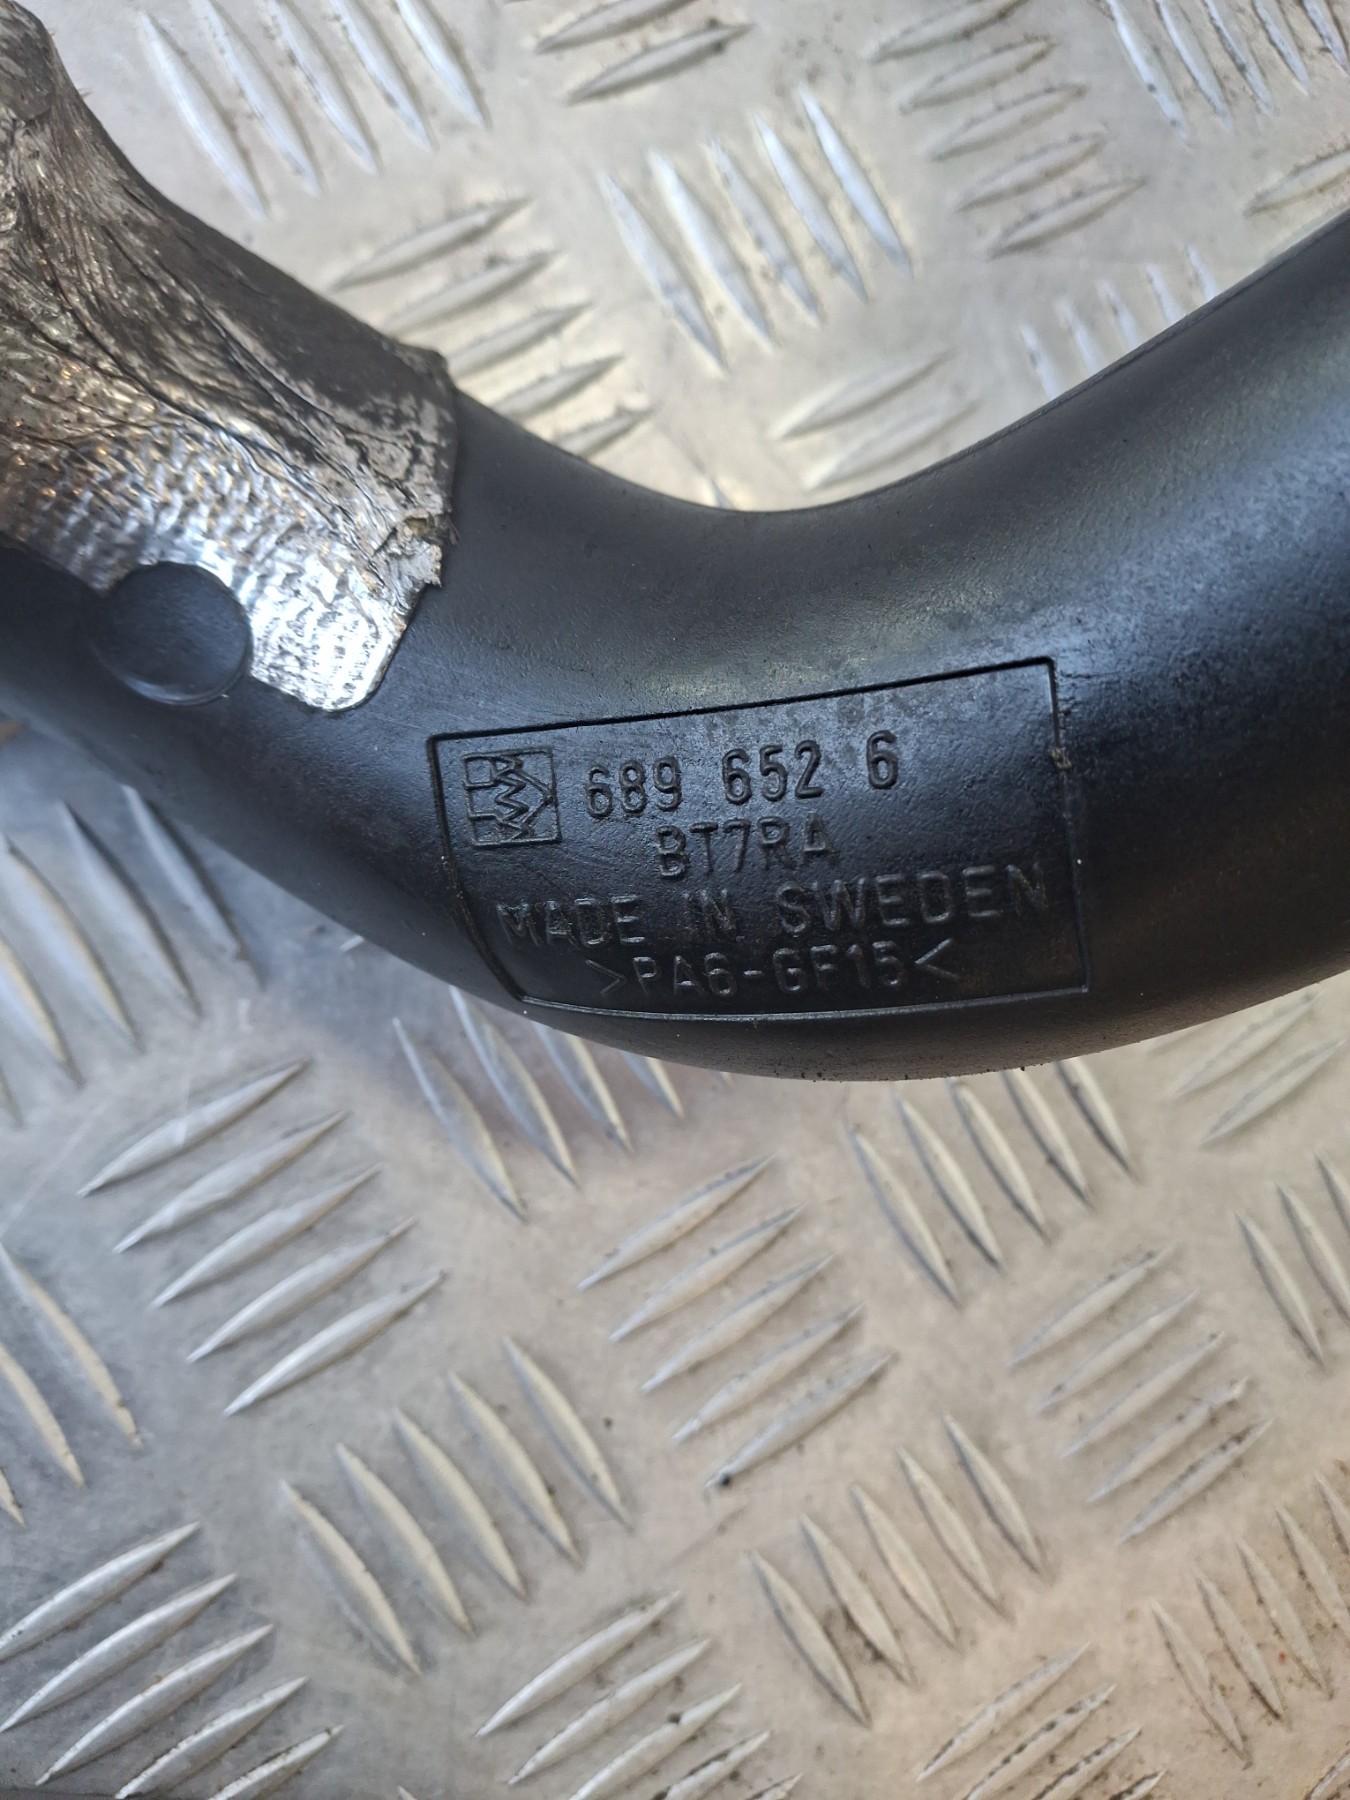 689 652 6
BT7RA
MADE IN SWEDEN
>PA6-GF15<